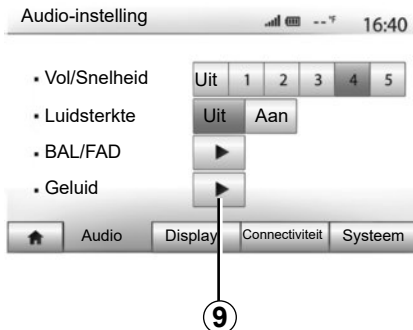 Audio-instelling -- °F 16:40
▪ Vol/Snelheid Uit 1 2 3 4 5
▪ Luidsterkte Uit Aan
▪ BAL/FAD
▪ Geluid
Audio Display Connectiviteit Systeem
9